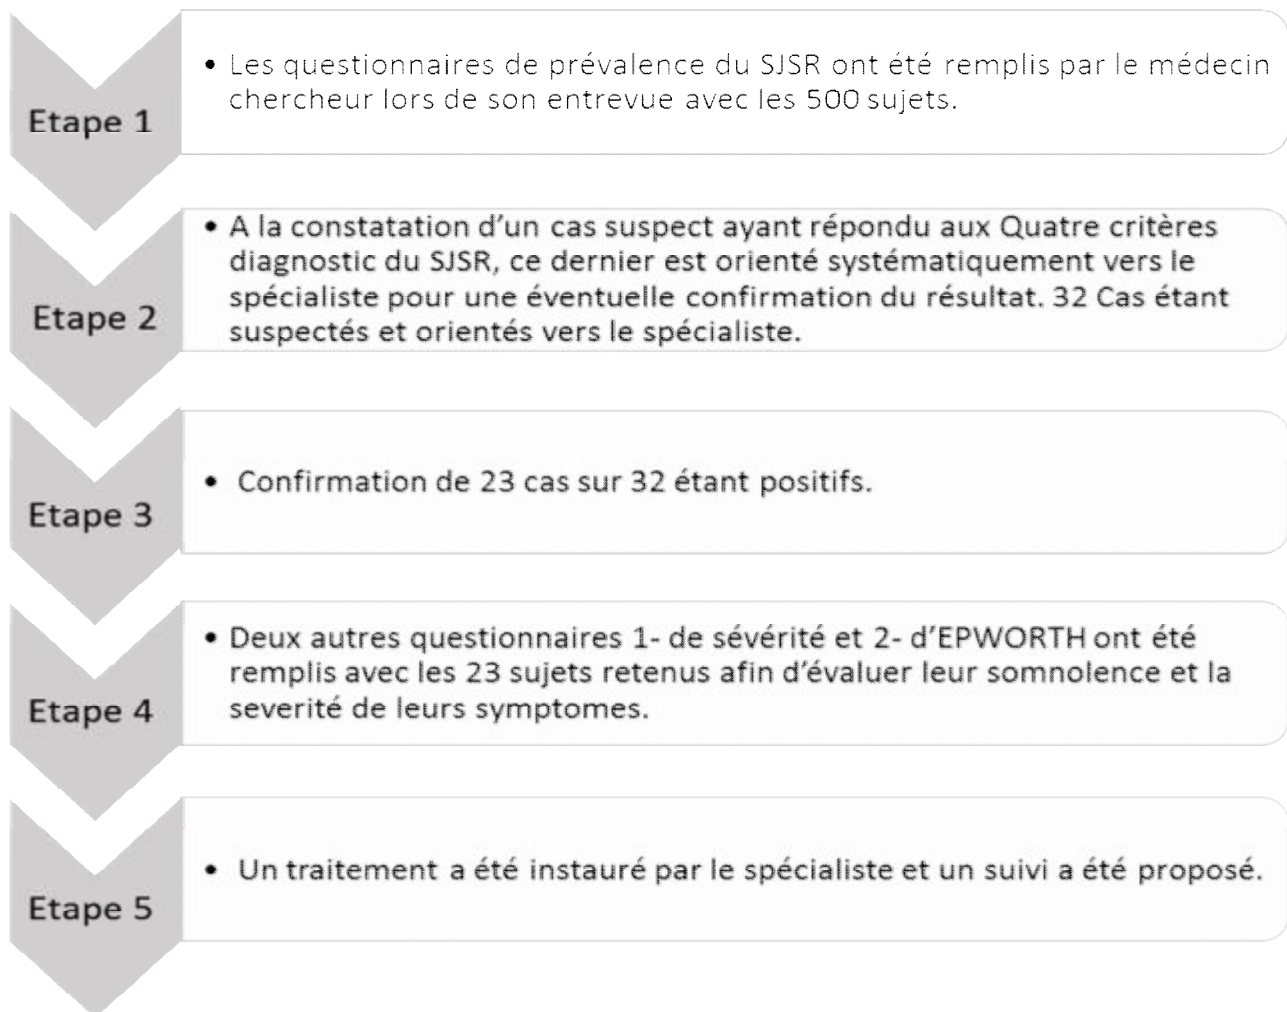 Etape 1
• Les questionnaires de prévalence du SJSR ont été remplis par le médecin
chercheur lors de son entrevue avec les 500 sujets.
Etape 2
• A la constatation d’un cas suspect ayant répondu aux Quatre critères
diagnostic du SJSR, ce dernier est orienté systématiquement vers le
spécialiste pour une éventuelle confirmation du résultat. 32 Cas étant
suspectés et orientés vers le spécialiste.
Etape 3
• Confirmation de 23 cas sur 32 étant positifs.
Etape 4
• Deux autres questionnaires 1- de sévérité et 2- d’EPWORTH ont été
remplis avec les 23 sujets retenus afin d’évaluer leur somnolence et la
severité de leurs symptomes.
Etape 5
• Un traitement a été instauré par le spécialiste et un suivi a été proposé.